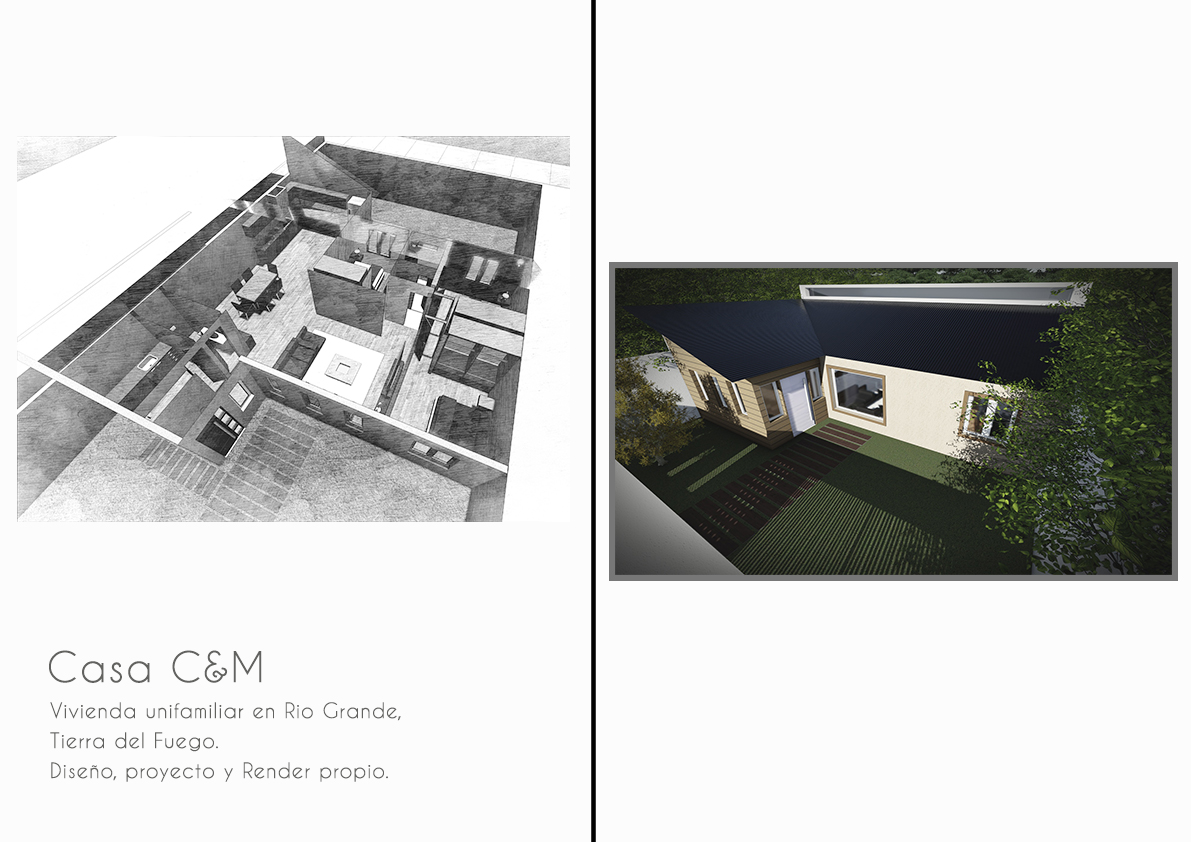 Casa C&M
Vivienda unifamiliar en Rio Grande,
Tierra del Fuego.
Diseño, proyecto y Render propio.